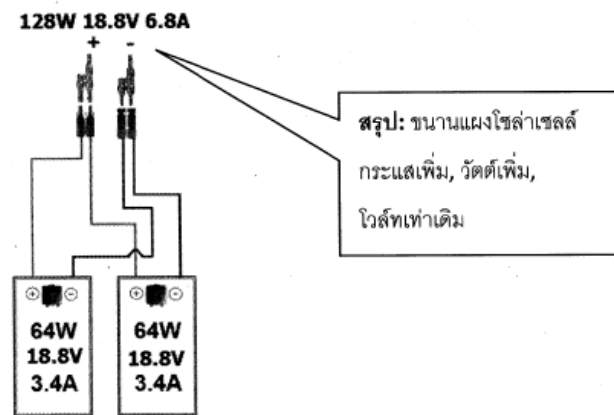 128W 18.8V 6.8A
+ -
สรุป: ขนานแผงโซล่าเซลล์
กระแสเพิ่ม, วัตต์เพิ่ม,
โวล์ทเท่าเดิม
+ - + -
64W 64W
18.8V 18.8V
3.4A 3.4A